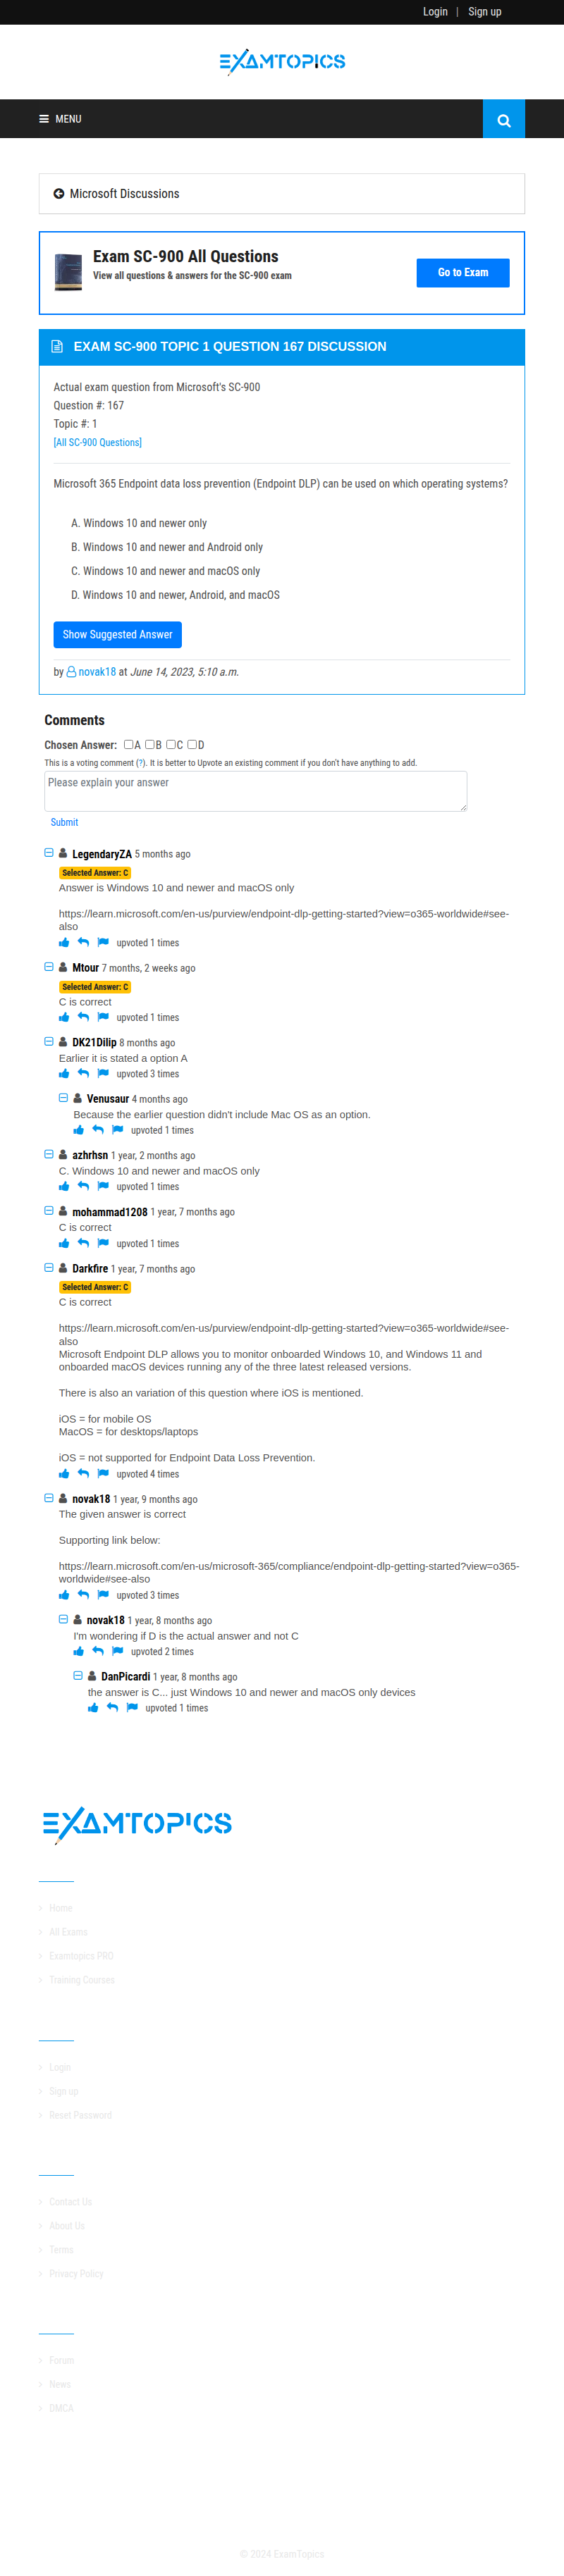 Login | Sign up
EXAMTOPICS
MENU
Microsoft Discussions
Exam SC-900 All Questions
View all questions & answers for the SC-900 exam
Go to Exam
EXAM SC-900 TOPIC 1 QUESTION 167 DISCUSSION
Actual exam question from Microsoft's SC-900
Question #: 167
Topic #: 1
[All SC-900 Questions]
Microsoft 365 Endpoint data loss prevention (Endpoint DLP) can be used on which operating systems?
A. Windows 10 and newer only
B. Windows 10 and newer and Android only
C. Windows 10 and newer and macOS only
D. Windows 10 and newer, Android, and macOS
Show Suggested Answer
by novak18 at June 14, 2023, 5:10 a.m.
Comments
Chosen Answer: A B C D
This is a voting comment (?). It is better to Upvote an existing comment if you don't have anything to add.
Please explain your answer
Submit
LegendaryZA 5 months ago
Selected Answer: C
Answer is Windows 10 and newer and macOS only
https://learn.microsoft.com/en-us/purview/endpoint-dlp-getting-started?view=o365-worldwide#see-
also
upvoted 1 times
Mtour 7 months, 2 weeks ago
Selected Answer: C
C is correct
upvoted 1 times
DK21Dilip 8 months ago
Earlier it is stated a option A
upvoted 3 times
Venusaur 4 months ago
Because the earlier question didn't include Mac OS as an option.
upvoted 1 times
azhrhsn 1 year, 2 months ago
C. Windows 10 and newer and macOS only
upvoted 1 times
mohammad1208 1 year, 7 months ago
C is correct
upvoted 1 times
Darkfire 1 year, 7 months ago
Selected Answer: C
C is correct
https://learn.microsoft.com/en-us/purview/endpoint-dlp-getting-started?view=o365-worldwide#see-
also
Microsoft Endpoint DLP allows you to monitor onboarded Windows 10, and Windows 11 and
onboarded macOS devices running any of the three latest released versions.
There is also an variation of this question where iOS is mentioned.
iOS = for mobile OS
MacOS = for desktops/laptops
iOS = not supported for Endpoint Data Loss Prevention.
upvoted 4 times
novak18 1 year, 9 months ago
The given answer is correct
Supporting link below:
https://learn.microsoft.com/en-us/microsoft-365/compliance/endpoint-dlp-getting-started?view=o365-
worldwide#see-also
upvoted 3 times
novak18 1 year, 8 months ago
I'm wondering if D is the actual answer and not C
upvoted 2 times
DanPicardi 1 year, 8 months ago
the answer is C... just Windows 10 and newer and macOS only devices
upvoted 1 times
EXAMTOPICS
Home
All Exams
Examtopics PRO
Training Courses
Login
Sign up
Reset Password
Contact Us
About Us
Terms
Privacy Policy
Forum
News
DMCA
© 2024 ExamTopics